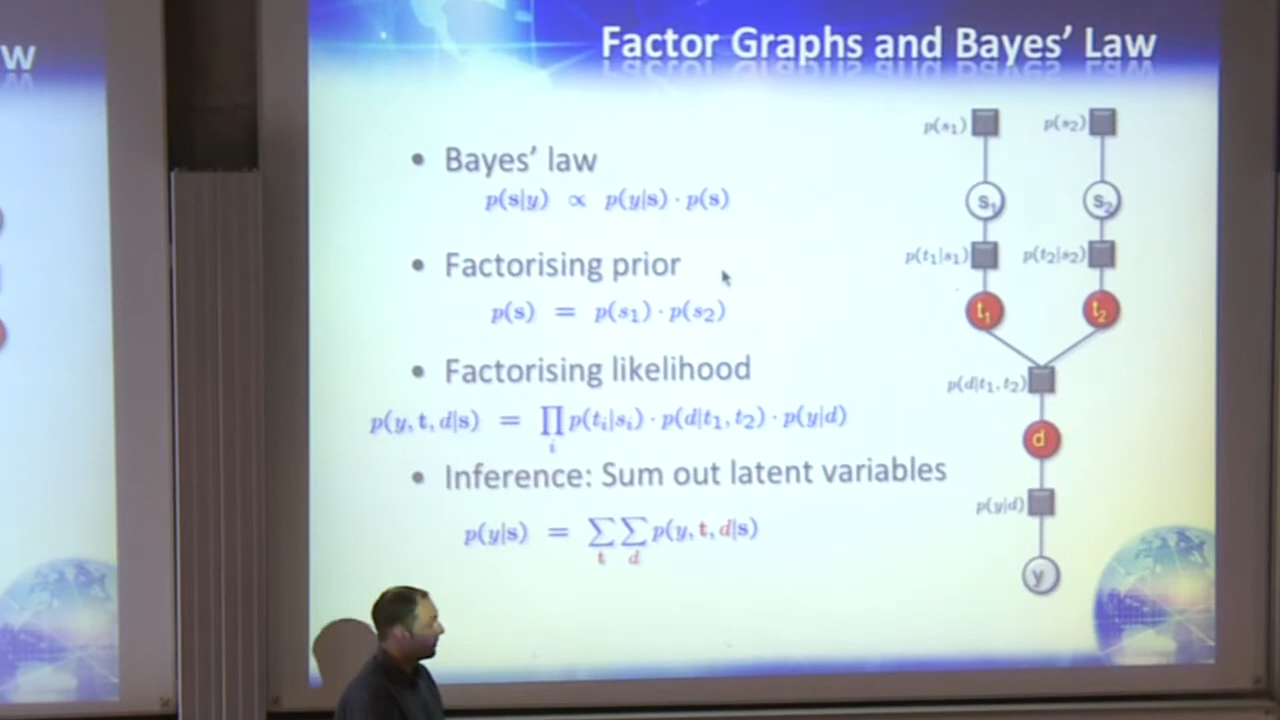 w
Factor Graphs and Bayes' Law
• Bayes' law
p(s|y) ∝ p(y|s) · p(s)
• Factorising prior
p(s) = p(s₁) · p(s₂)
• Factorising likelihood
p(y, t, d|s) = ∏ᵢ p(tᵢ|sᵢ) · p(d|t₁, t₂) · p(y|d)
• Inference: Sum out latent variables
p(y|s) = ∑ₜ ∑d p(y, t, d|s)
p(s₁) p(s₂)
s₁ s₂
p(t₁|s₁) p(t₂|s₂)
t₁ t₂
p(d|t₁, t₂)
d
p(y|d)
y